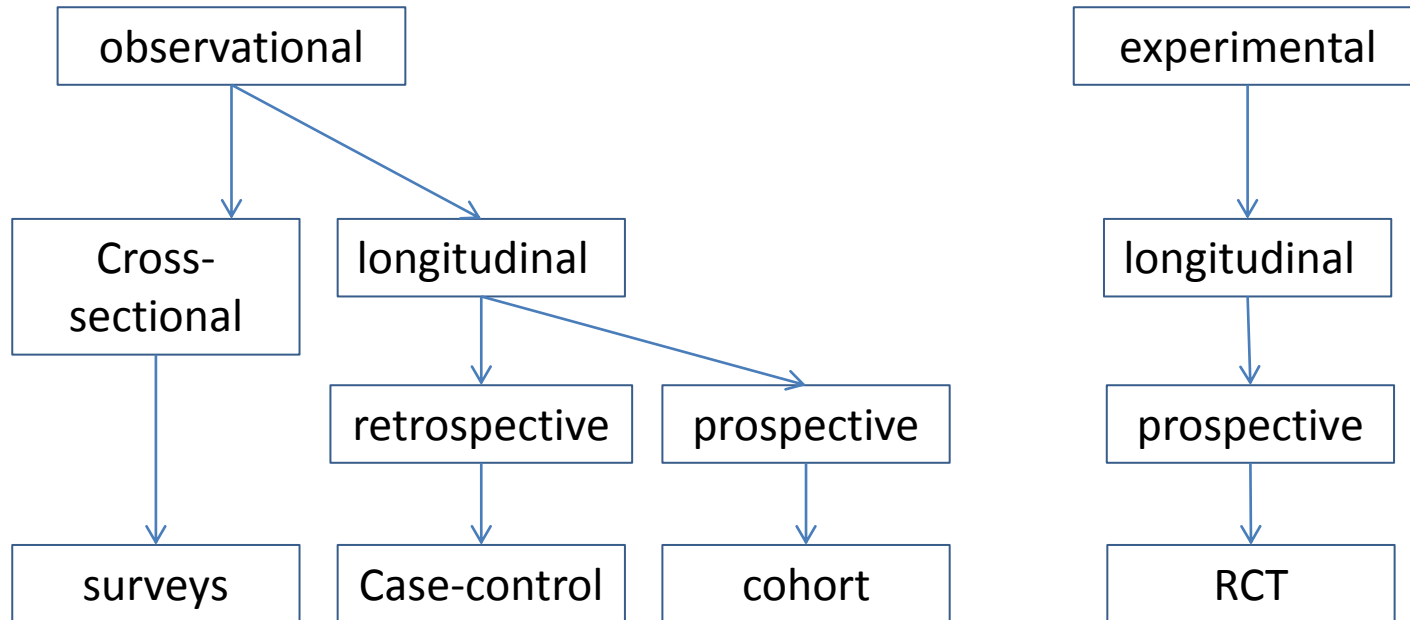 observational
experimental
Cross-
sectional
longitudinal
longitudinal
retrospective
prospective
prospective
surveys
Case-control
cohort
RCT